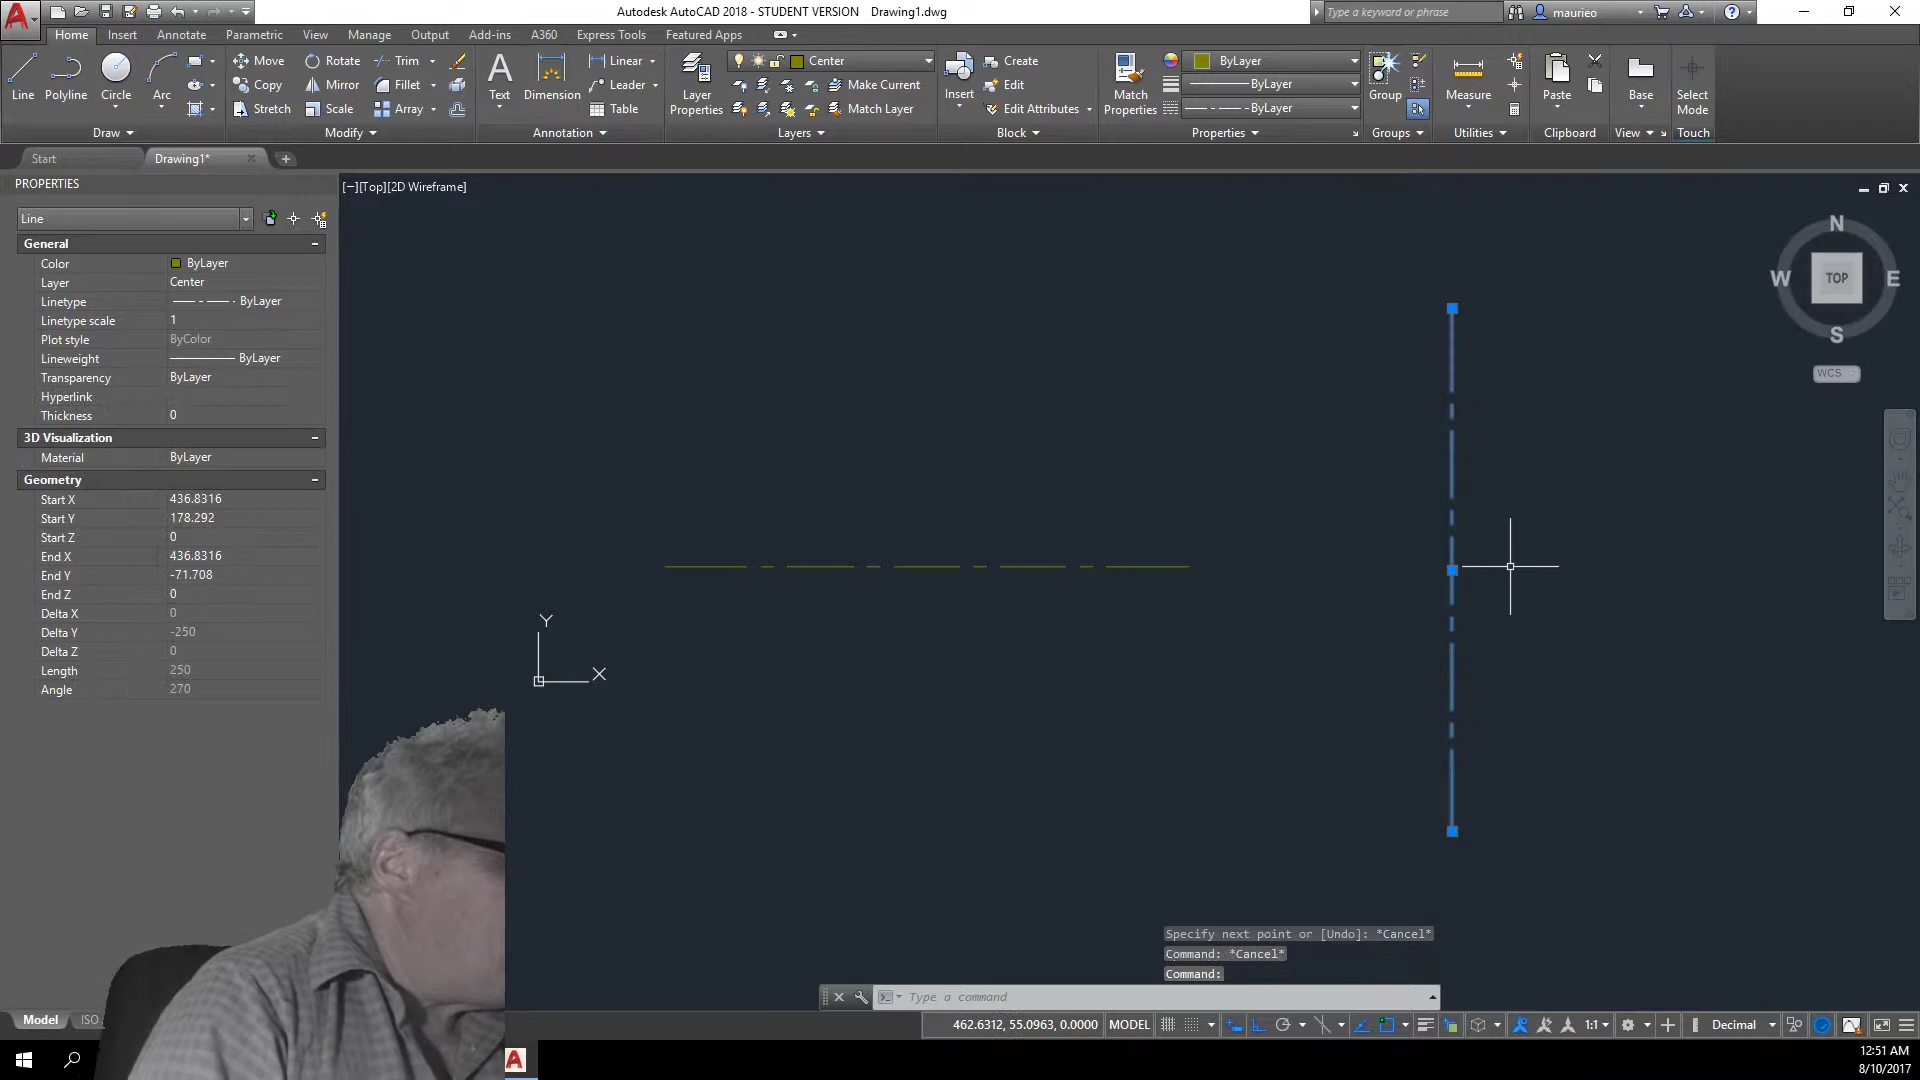 Autodesk AutoCAD 2018 - STUDENT VERSION Drawing1.dwg
Type a keyword or phrase
maurieo
Home Insert Annotate Parametric View Manage Output Add-ins A360 Express Tools Featured Apps
Line Polyline Circle Arc
Move Rotate Trim
Copy Mirror Fillet
Stretch Scale Array
Text Dimension
Linear
Leader
Table
Layer Properties
Center
Make Current
Match Layer
Insert
Create
Edit
Edit Attributes
Match Properties
ByLayer
ByLayer
ByLayer
Group
Measure
Paste
Base
Select Mode
Draw Modify Annotation Layers Block Properties Groups Utilities Clipboard View Touch
Start Drawing1*
PROPERTIES
[−][Top][2D Wireframe]
Line
General
Color ByLayer
Layer Center
Linetype ByLayer
Linetype scale 1
Plot style ByColor
Lineweight ByLayer
Transparency ByLayer
Hyperlink
Thickness 0
3D Visualization
Material ByLayer
Geometry
Start X 436.8316
Start Y 178.292
Start Z 0
End X 436.8316
End Y -71.708
End Z 0
Delta X 0
Delta Y -250
Delta Z 0
Length 250
Angle 270
N
W TOP E
S
WCS
Y
X
Specify next point or [Undo]: *Cancel*
Command: *Cancel*
Command:
Type a command
Model ISO
462.6312, 55.0963, 0.0000 MODEL 1:1 Decimal
12:51 AM
8/10/2017